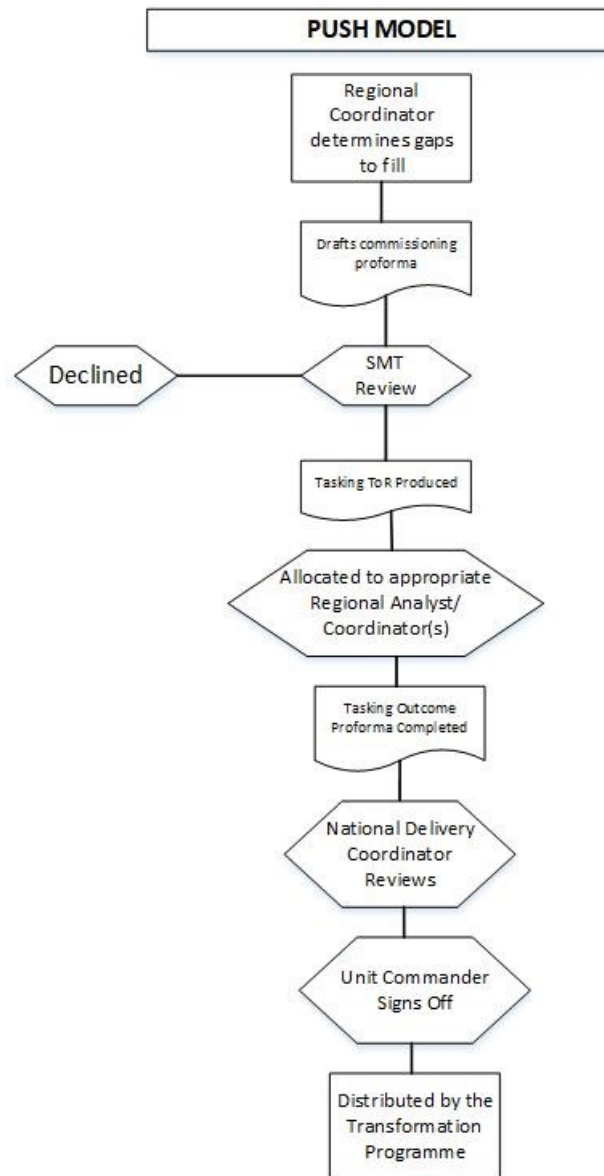 PUSH MODEL
Regional
Coordinator
determines gaps
to fill
Drafts commissioning
proforma
Declined
SMT
Review
Tasking ToR Produced
Allocated to appropriate
Regional Analyst/
Coordinator(s)
Tasking Outcome
Proforma Completed
National Delivery
Coordinator
Reviews
Unit Commander
Signs Off
Distributed by the
Transformation
Programme